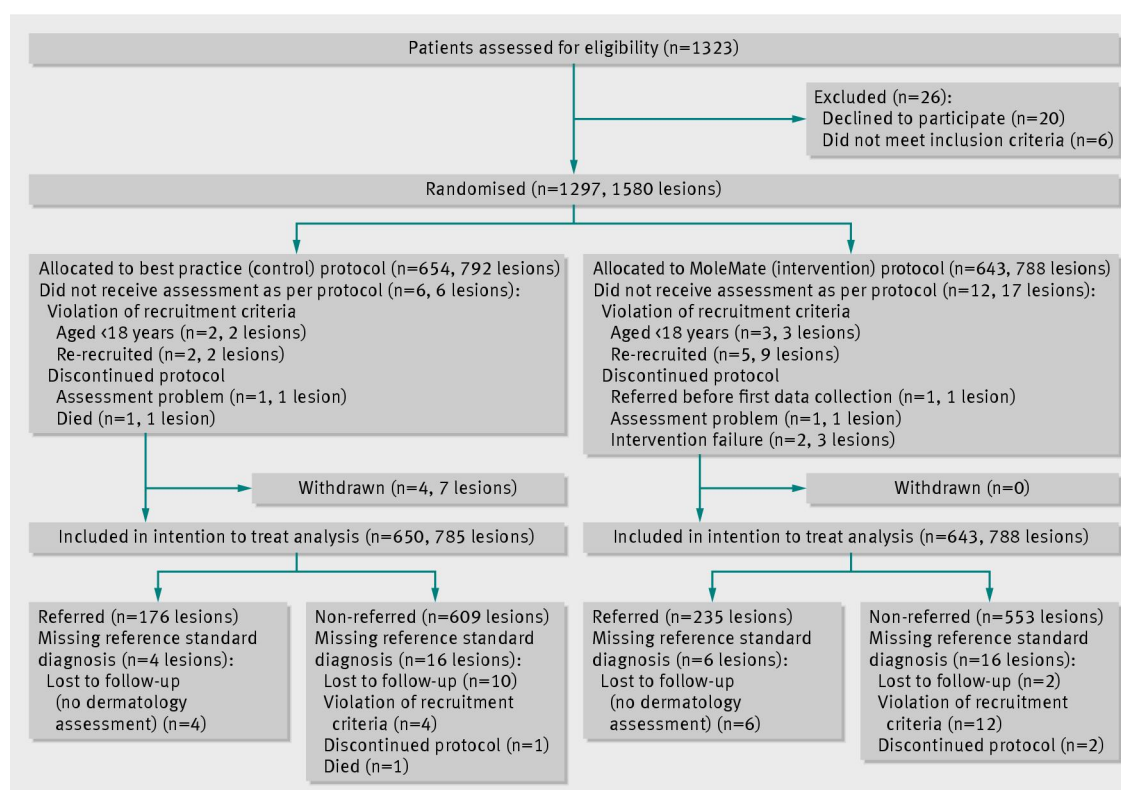 Patients assessed for eligibility (n=1323)
Excluded (n=26):
Declined to participate (n=20)
Did not meet inclusion criteria (n=6)
Randomised (n=1297, 1580 lesions)
Allocated to best practice (control) protocol (n=654, 792 lesions)
Did not receive assessment as per protocol (n=6, 6 lesions):
Violation of recruitment criteria
Aged <18 years (n=2, 2 lesions)
Re-recruited (n=2, 2 lesions)
Discontinued protocol
Assessment problem (n=1, 1 lesion)
Died (n=1, 1 lesion)
Allocated to MoleMate (intervention) protocol (n=643, 788 lesions)
Did not receive assessment as per protocol (n=12, 17 lesions):
Violation of recruitment criteria
Aged <18 years (n=3, 3 lesions)
Re-recruited (n=5, 9 lesions)
Discontinued protocol
Referred before first data collection (n=1, 1 lesion)
Assessment problem (n=1, 1 lesion)
Intervention failure (n=2, 3 lesions)
Withdrawn (n=4, 7 lesions)
Withdrawn (n=0)
Included in intention to treat analysis (n=650, 785 lesions)
Included in intention to treat analysis (n=643, 788 lesions)
Referred (n=176 lesions)
Missing reference standard
diagnosis (n=4 lesions):
Lost to follow-up
(no dermatology
assessment) (n=4)
Non-referred (n=609 lesions)
Missing reference standard
diagnosis (n=16 lesions):
Lost to follow-up (n=10)
Violation of recruitment
criteria (n=4)
Discontinued protocol (n=1)
Died (n=1)
Referred (n=235 lesions)
Missing reference standard
diagnosis (n=6 lesions):
Lost to follow-up
(no dermatology
assessment) (n=6)
Non-referred (n=553 lesions)
Missing reference standard
diagnosis (n=16 lesions):
Lost to follow-up (n=2)
Violation of recruitment
criteria (n=12)
Discontinued protocol (n=2)